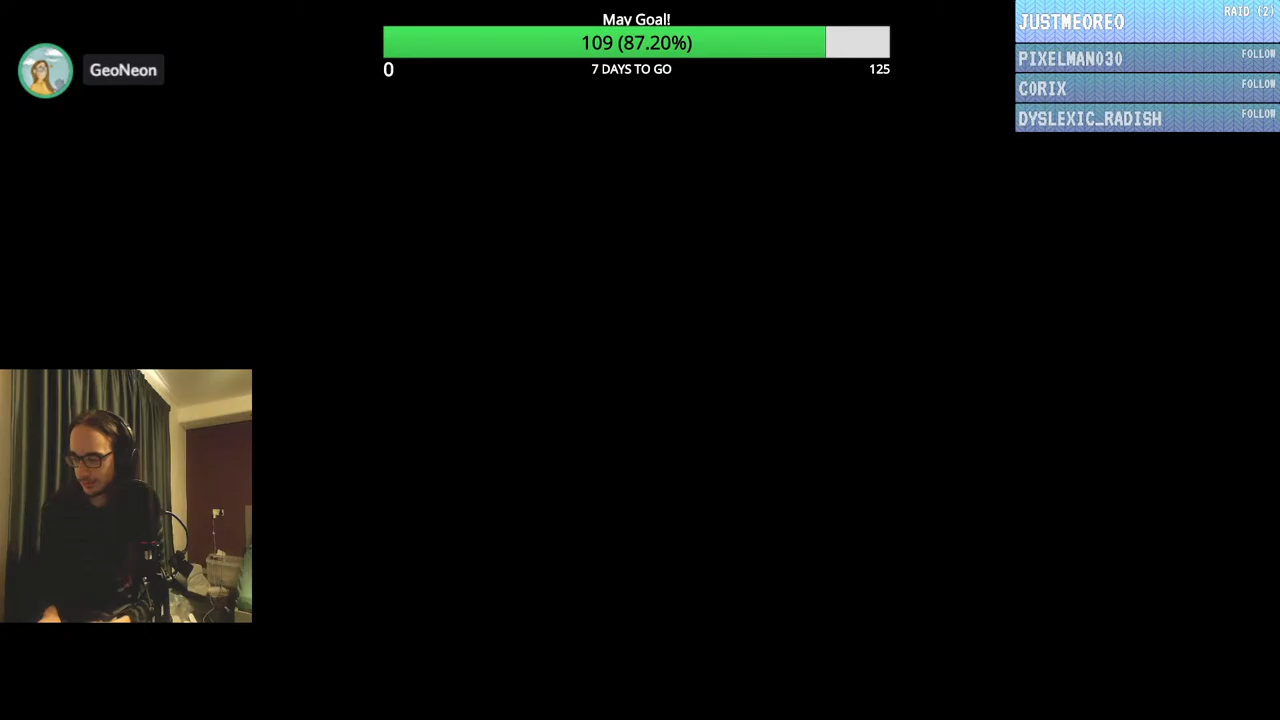 May Goal!
109 (87.20%)
0
7 DAYS TO GO
125
GeoNeon
JUSTMEOREO
RAID (2)
PIXELMAN030
FOLLOW
C0RIX
FOLLOW
DYSLEXIC_RADISH
FOLLOW